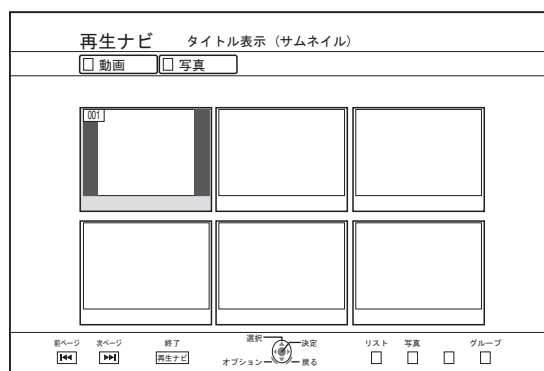 再生ナビ タイトル表示（サムネイル）
動画 写真
001
前ページ 次ページ 終了 選択 決定 リスト 写真 グループ
再生ナビ オプション 戻る